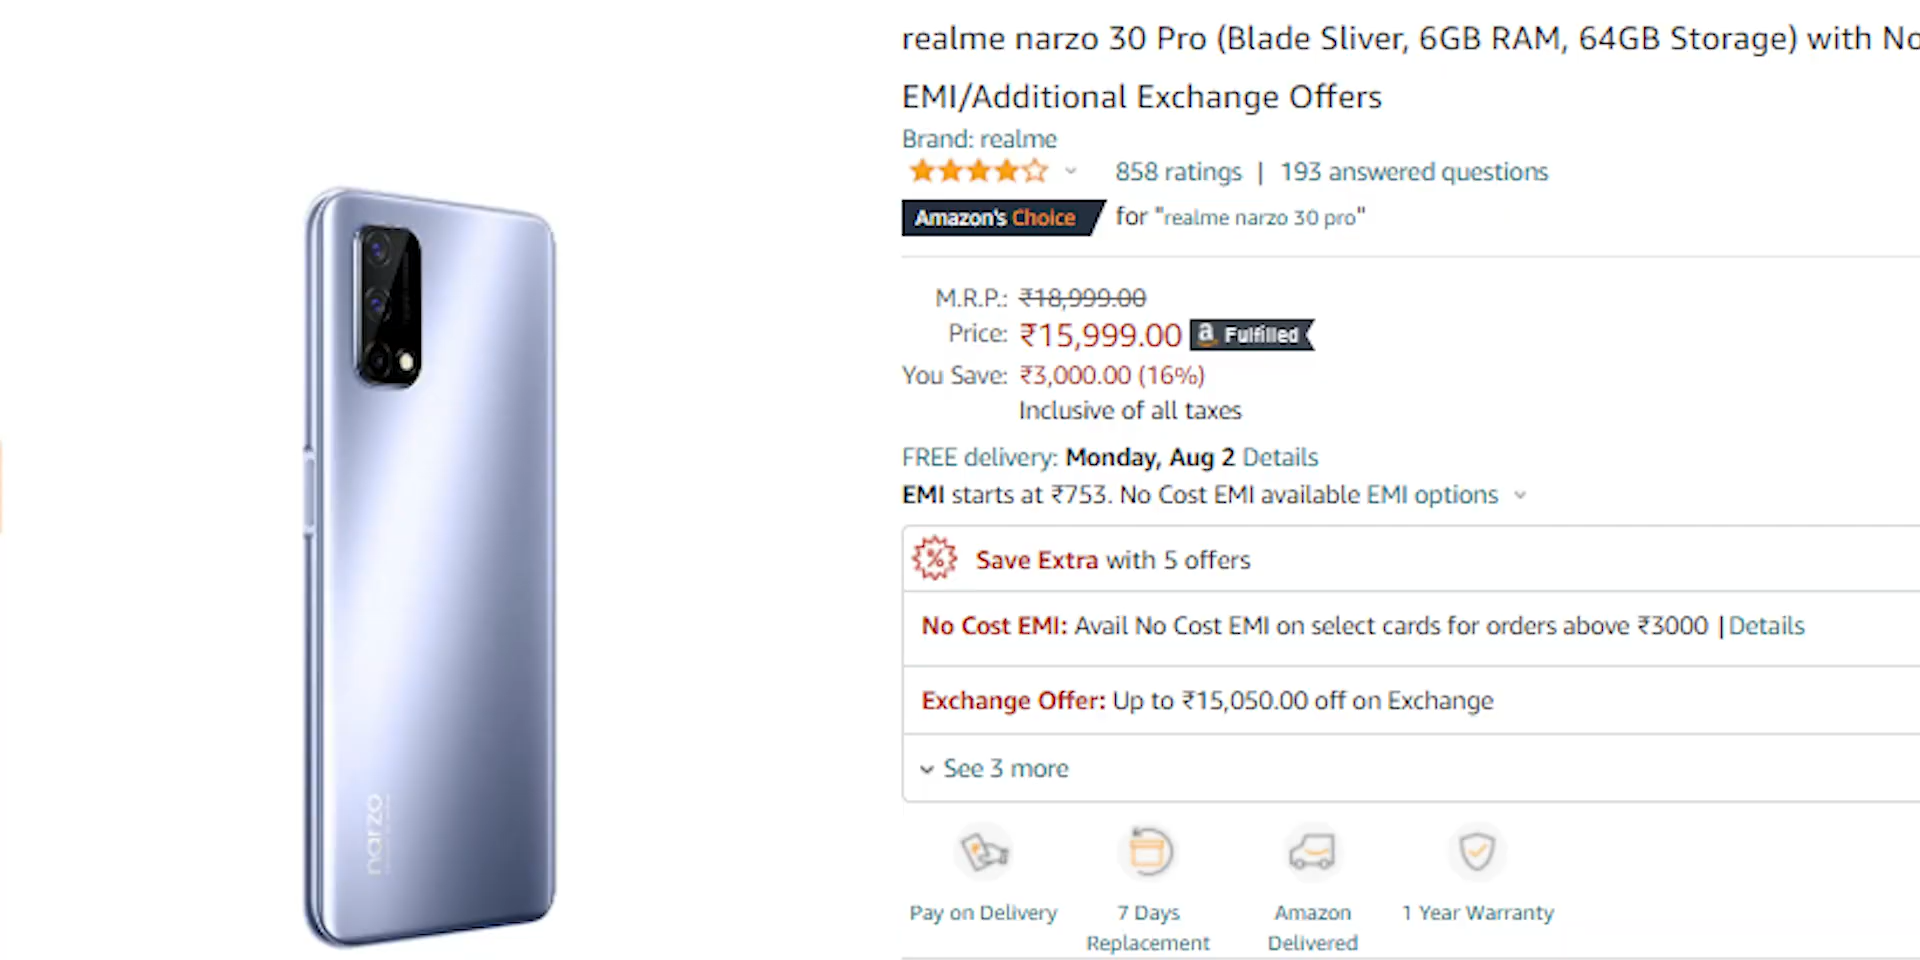 realme narzo 30 Pro (Blade Sliver, 6GB RAM, 64GB Storage) with No
EMI/Additional Exchange Offers
Brand: realme
858 ratings | 193 answered questions
Amazon's Choice for "realme narzo 30 pro"
M.R.P.: ₹18,999.00
Price: ₹15,999.00 a Fulfilled
You Save: ₹3,000.00 (16%)
Inclusive of all taxes
FREE delivery: Monday, Aug 2 Details
EMI starts at ₹753. No Cost EMI available EMI options
% Save Extra with 5 offers
No Cost EMI: Avail No Cost EMI on select cards for orders above ₹3000 | Details
Exchange Offer: Up to ₹15,050.00 off on Exchange
See 3 more
Pay on Delivery
7 Days
Replacement
Amazon
Delivered
1 Year Warranty
narzo